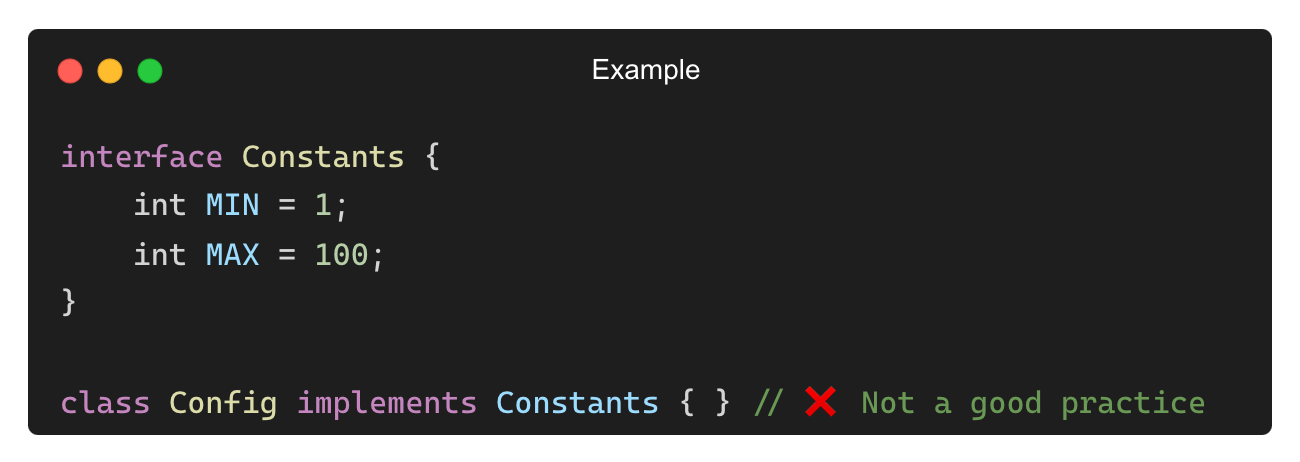 Example
interface Constants {
    int MIN = 1;
    int MAX = 100;
}
class Config implements Constants { } // ❌ Not a good practice